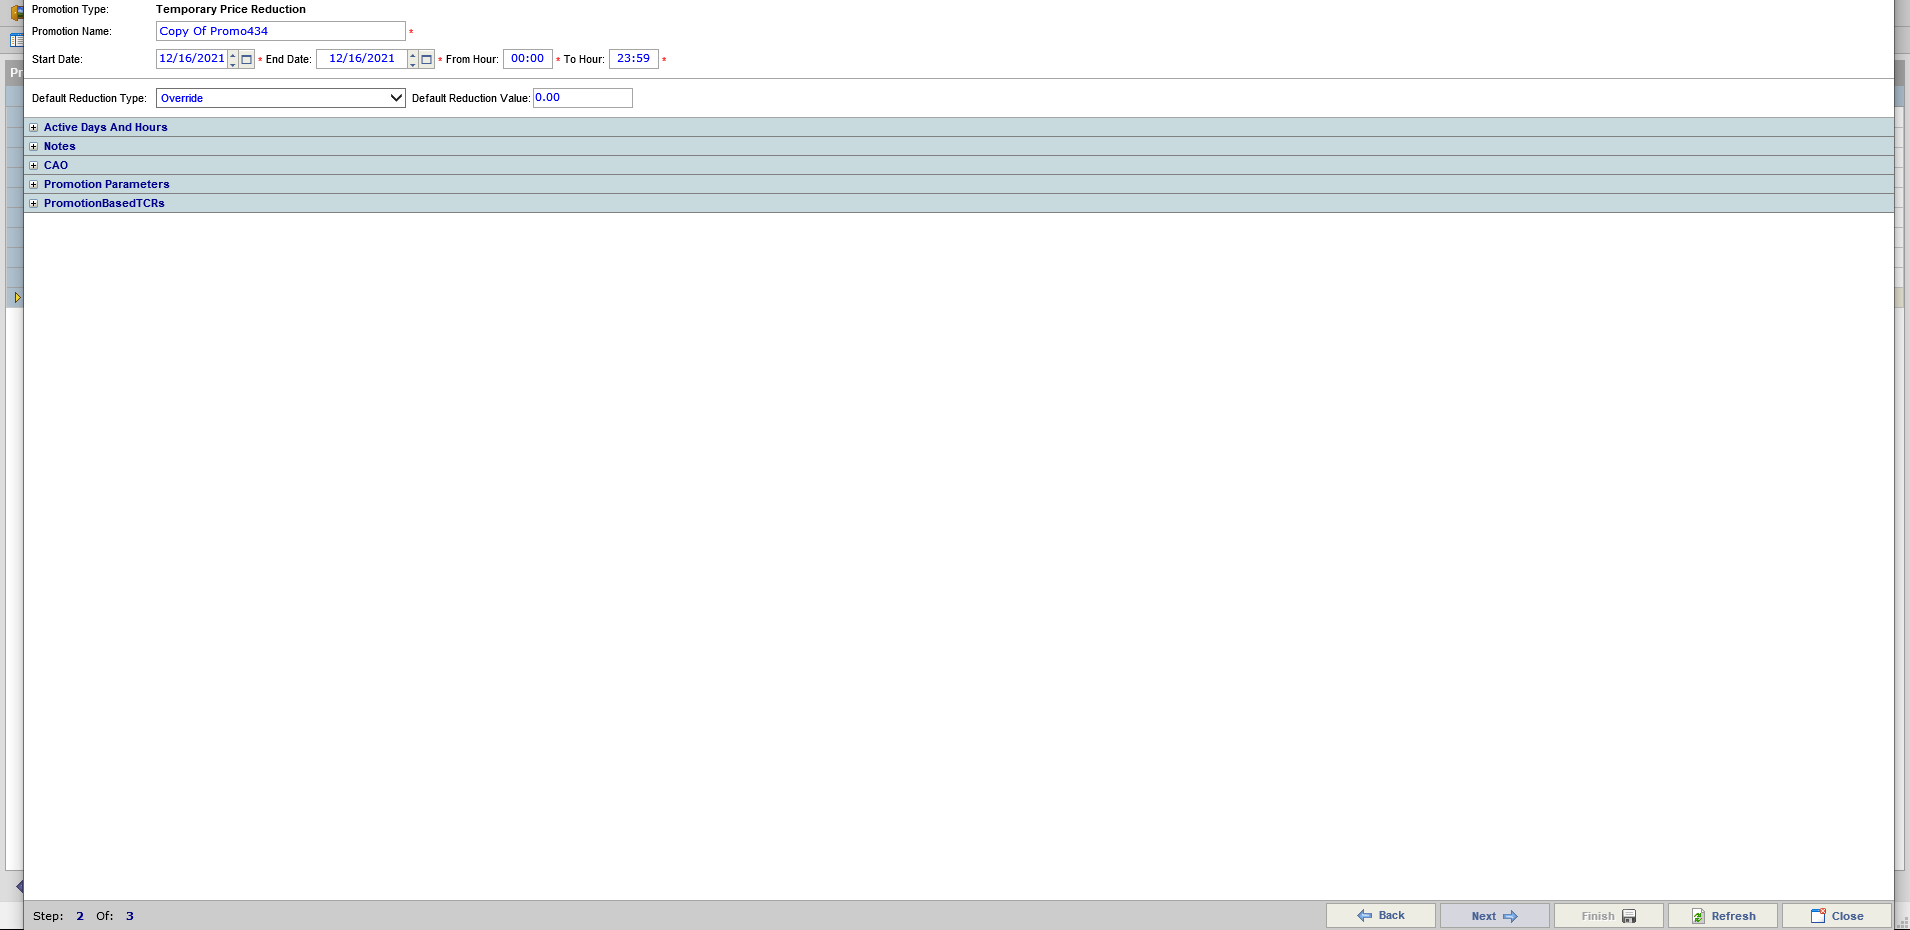 Promotion Type: Temporary Price Reduction
Promotion Name: Copy Of Promo434 *
Start Date: 12/16/2021 * End Date: 12/16/2021 * From Hour: 00:00 * To Hour: 23:59 *
Pr
Default Reduction Type: Override Default Reduction Value: 0.00
Active Days And Hours
Notes
CAO
Promotion Parameters
PromotionBasedTCRs
Step: 2 Of: 3 Back Next Finish Refresh Close